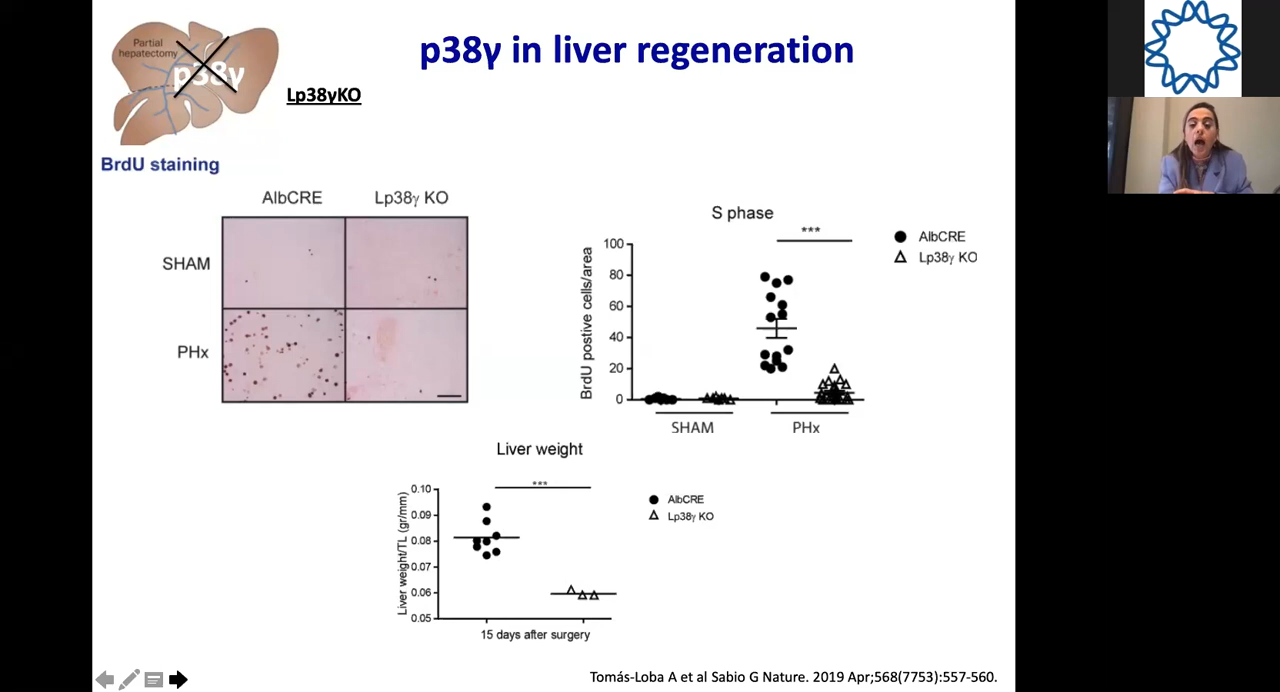 p38γ in liver regeneration
Partial
hepatectomy
p38γ
Lp38γKO
BrdU staining
AlbCRE Lp38γ KO
SHAM
PHx
S phase
***
BrdU postive cells/area
100
80
60
40
20
0
SHAM PHx
AlbCRE
Lp38γ KO
Liver weight
***
Liver weight/TL (gr/mm)
0.10
0.09
0.08
0.07
0.06
0.05
15 days after surgery
AlbCRE
Lp38γ KO
Tomás-Loba A et al Sabio G Nature. 2019 Apr;568(7753):557-560.